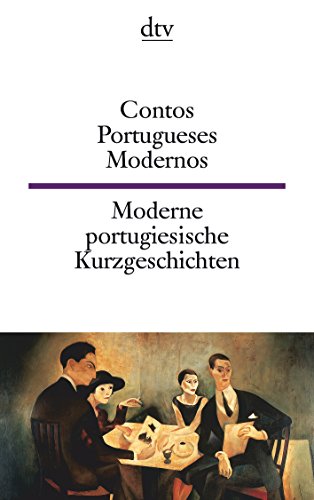 dtv
Contos
Portugueses
Modernos
Moderne
portugiesische
Kurzgeschichten